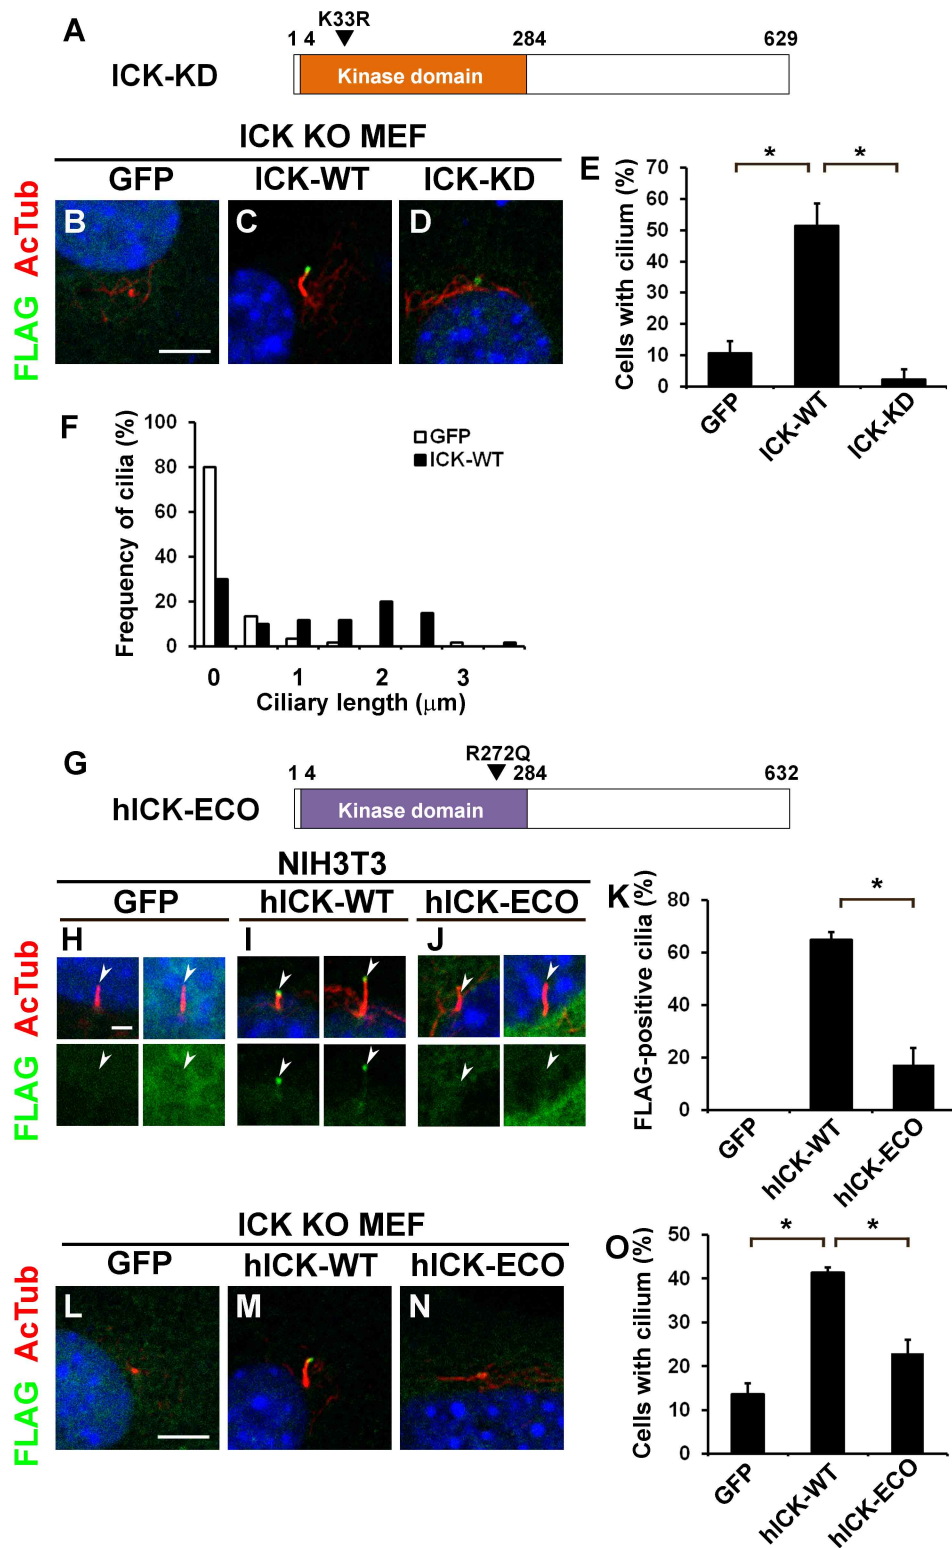 A
K33R
1 4 284 629
ICK-KD
Kinase domain
ICK KO MEF
GFP ICK-WT ICK-KD
FLAG AcTub
B C D
E
Cells with cilium (%)
70
60
50
40
30
20
10
0
* *
GFP ICK-WT ICK-KD
F
Frequency of cilia (%)
100
80
60
40
20
0
GFP
ICK-WT
0 1 2 3
Ciliary length (μm)
G
R272Q
1 4 284 632
hICK-ECO
Kinase domain
NIH3T3
GFP hICK-WT hICK-ECO
FLAG AcTub
H I J
K
FLAG-positive cilia (%)
80
60
40
20
0
*
GFP hICK-WT hICK-ECO
ICK KO MEF
GFP hICK-WT hICK-ECO
FLAG AcTub
L M N
O
Cells with cilium (%)
50
40
30
20
10
0
* *
GFP hICK-WT hICK-ECO